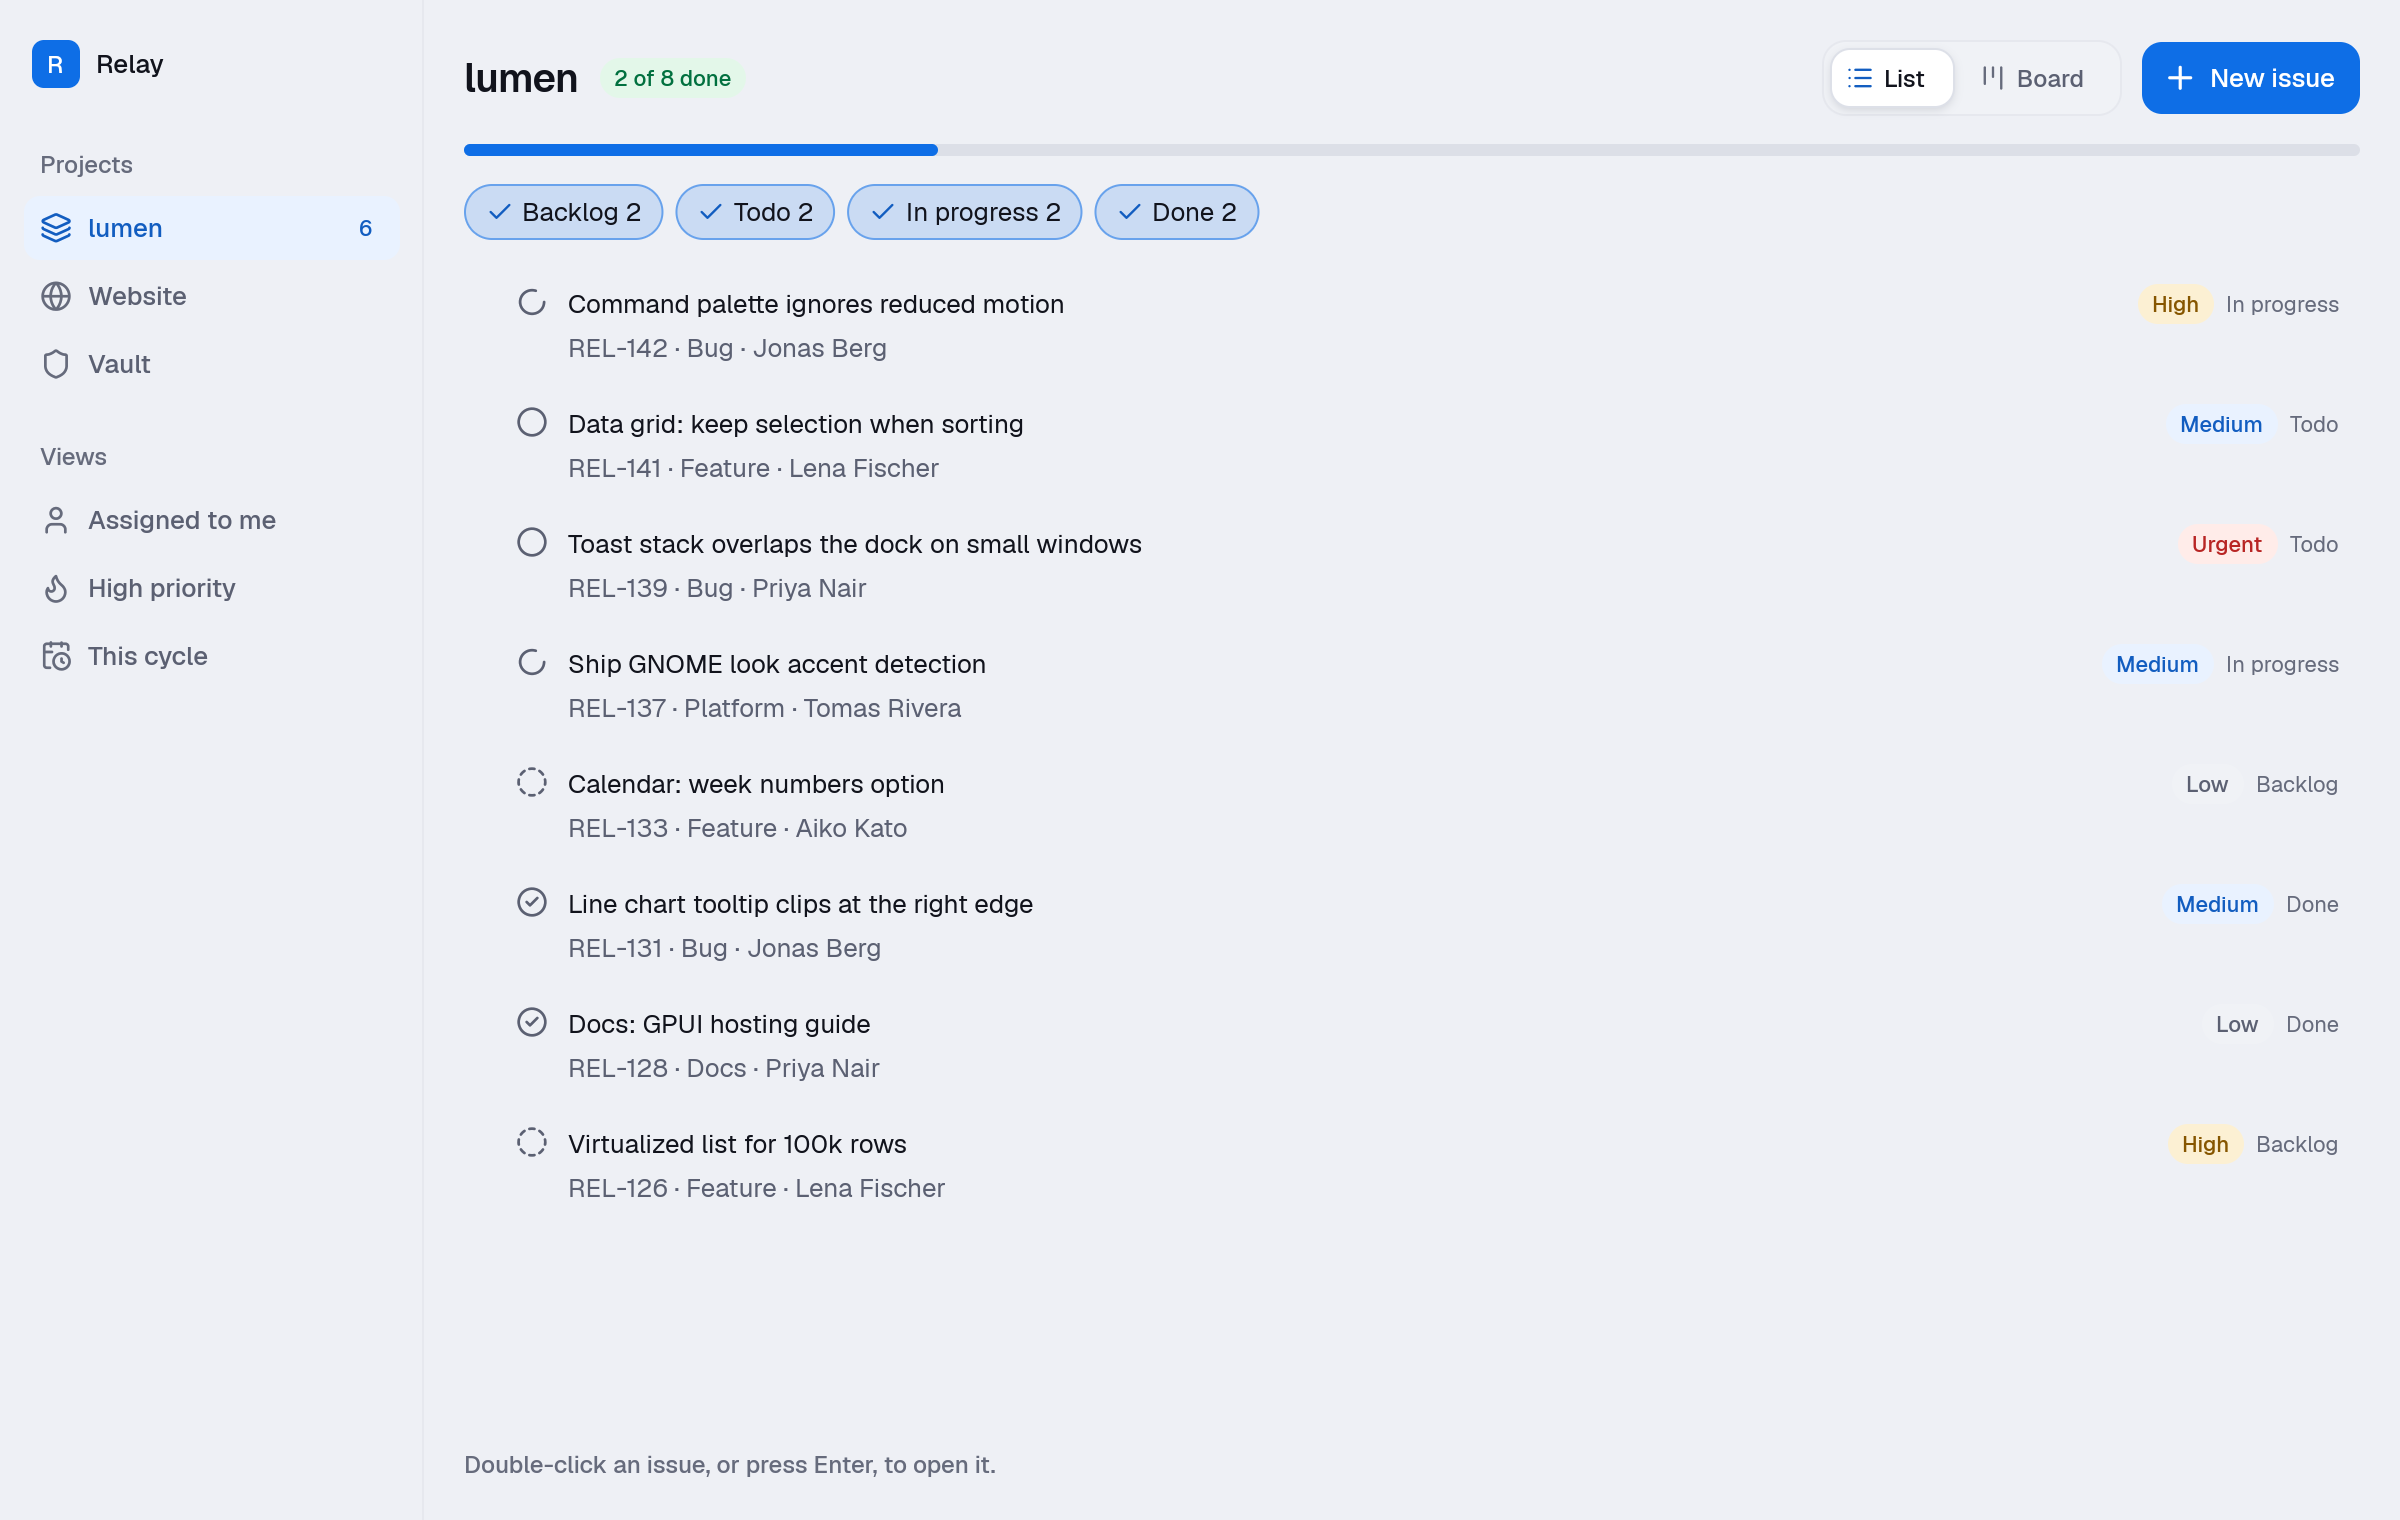 R Relay
Projects
lumen 6
Website
Vault
Views
Assigned to me
High priority
This cycle
lumen 2 of 8 done List Board New issue
Backlog 2 Todo 2 In progress 2 Done 2
Command palette ignores reduced motion High In progress
REL-142 · Bug · Jonas Berg
Data grid: keep selection when sorting Medium Todo
REL-141 · Feature · Lena Fischer
Toast stack overlaps the dock on small windows Urgent Todo
REL-139 · Bug · Priya Nair
Ship GNOME look accent detection Medium In progress
REL-137 · Platform · Tomas Rivera
Calendar: week numbers option Low Backlog
REL-133 · Feature · Aiko Kato
Line chart tooltip clips at the right edge Medium Done
REL-131 · Bug · Jonas Berg
Docs: GPUI hosting guide Low Done
REL-128 · Docs · Priya Nair
Virtualized list for 100k rows High Backlog
REL-126 · Feature · Lena Fischer
Double-click an issue, or press Enter, to open it.